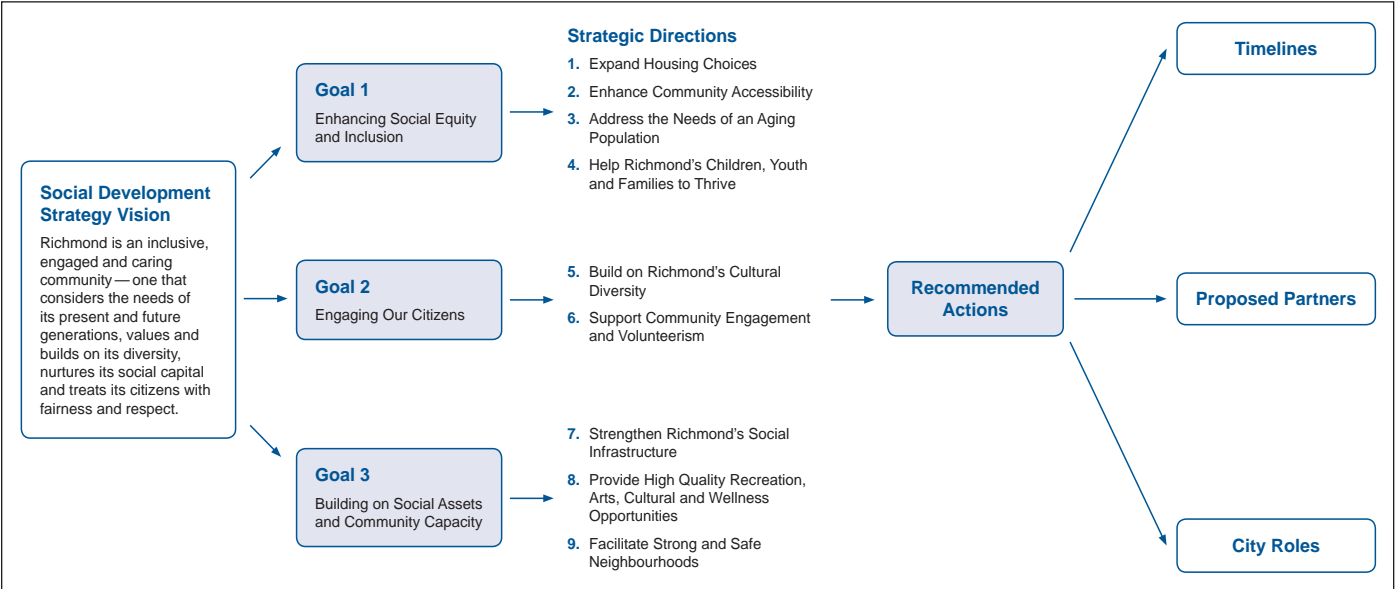 Social Development
Strategy Vision
Richmond is an inclusive,
engaged and caring
community — one that
considers the needs of
its present and future
generations, values and
builds on its diversity,
nurtures its social capital
and treats its citizens with
fairness and respect.
Goal 1
Enhancing Social Equity
and Inclusion
Goal 2
Engaging Our Citizens
Goal 3
Building on Social Assets
and Community Capacity
Strategic Directions
1. Expand Housing Choices
2. Enhance Community Accessibility
3. Address the Needs of an Aging
Population
4. Help Richmond’s Children, Youth
and Families to Thrive
5. Build on Richmond’s Cultural
Diversity
6. Support Community Engagement
and Volunteerism
7. Strengthen Richmond’s Social
Infrastructure
8. Provide High Quality Recreation,
Arts, Cultural and Wellness
Opportunities
9. Facilitate Strong and Safe
Neighbourhoods
Recommended
Actions
Timelines
Proposed Partners
City Roles